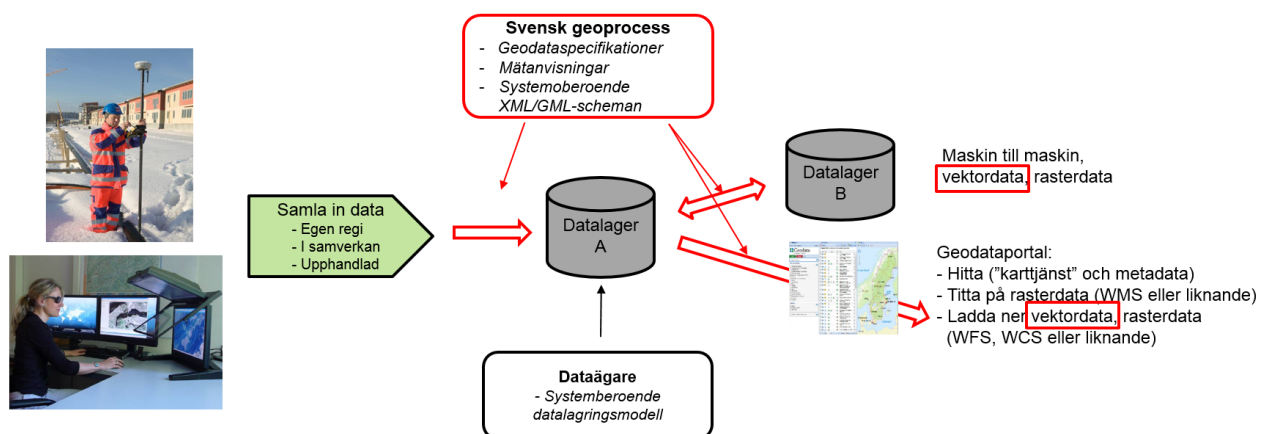 Svensk geoprocess
- Geodataspecifikationer
- Mätanvisningar
- Systemoberoende
XML/GML-scheman
Samla in data
- Egen regi
- I samverkan
- Upphandlad
Datalager
A
Datalager
B
Maskin till maskin,
vektordata, rasterdata
Geodataportal:
- Hitta ("karttjänst" och metadata)
- Titta på rasterdata (WMS eller liknande)
- Ladda ner vektordata, rasterdata
(WFS, WCS eller liknande)
Dataägare
- Systemberoende
datalagringsmodell